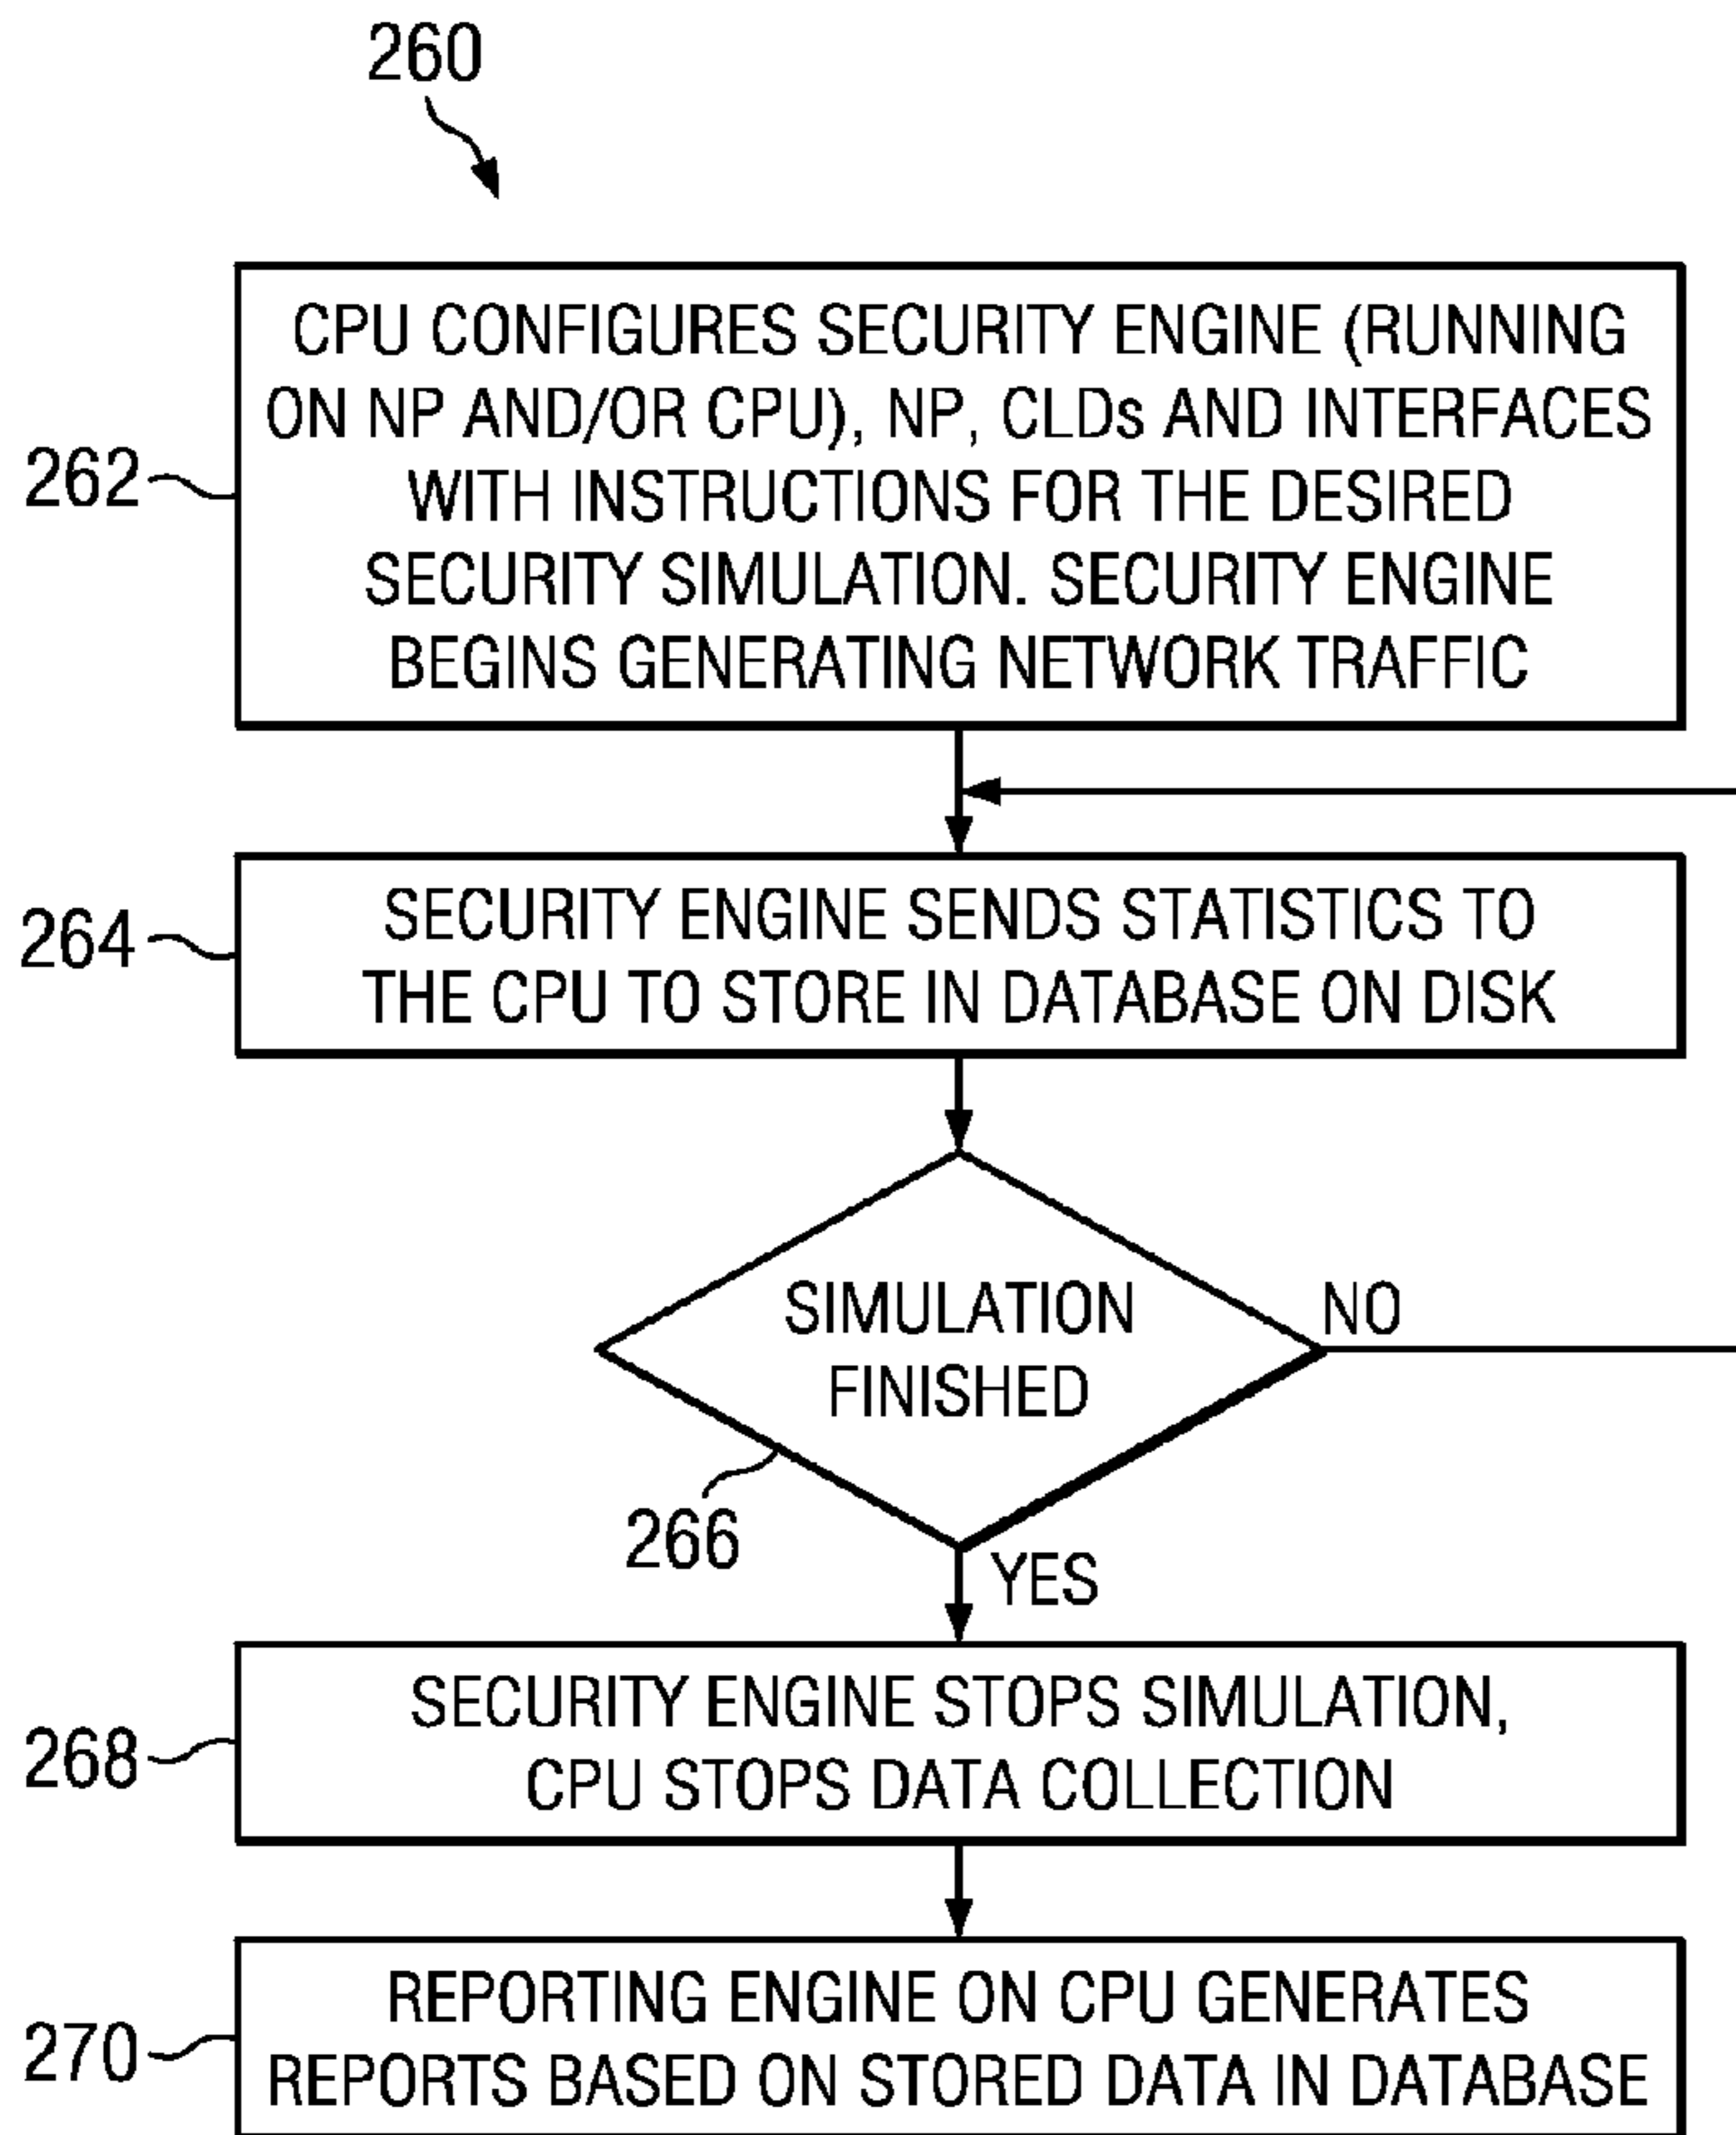 260
CPU CONFIGURES SECURITY ENGINE (RUNNING
ON NP AND/OR CPU), NP, CLDs AND INTERFACES
WITH INSTRUCTIONS FOR THE DESIRED
SECURITY SIMULATION. SECURITY ENGINE
BEGINS GENERATING NETWORK TRAFFIC
262
SECURITY ENGINE SENDS STATISTICS TO
THE CPU TO STORE IN DATABASE ON DISK
264
SIMULATION
FINISHED
NO
266
YES
SECURITY ENGINE STOPS SIMULATION,
CPU STOPS DATA COLLECTION
268
REPORTING ENGINE ON CPU GENERATES
REPORTS BASED ON STORED DATA IN DATABASE
270